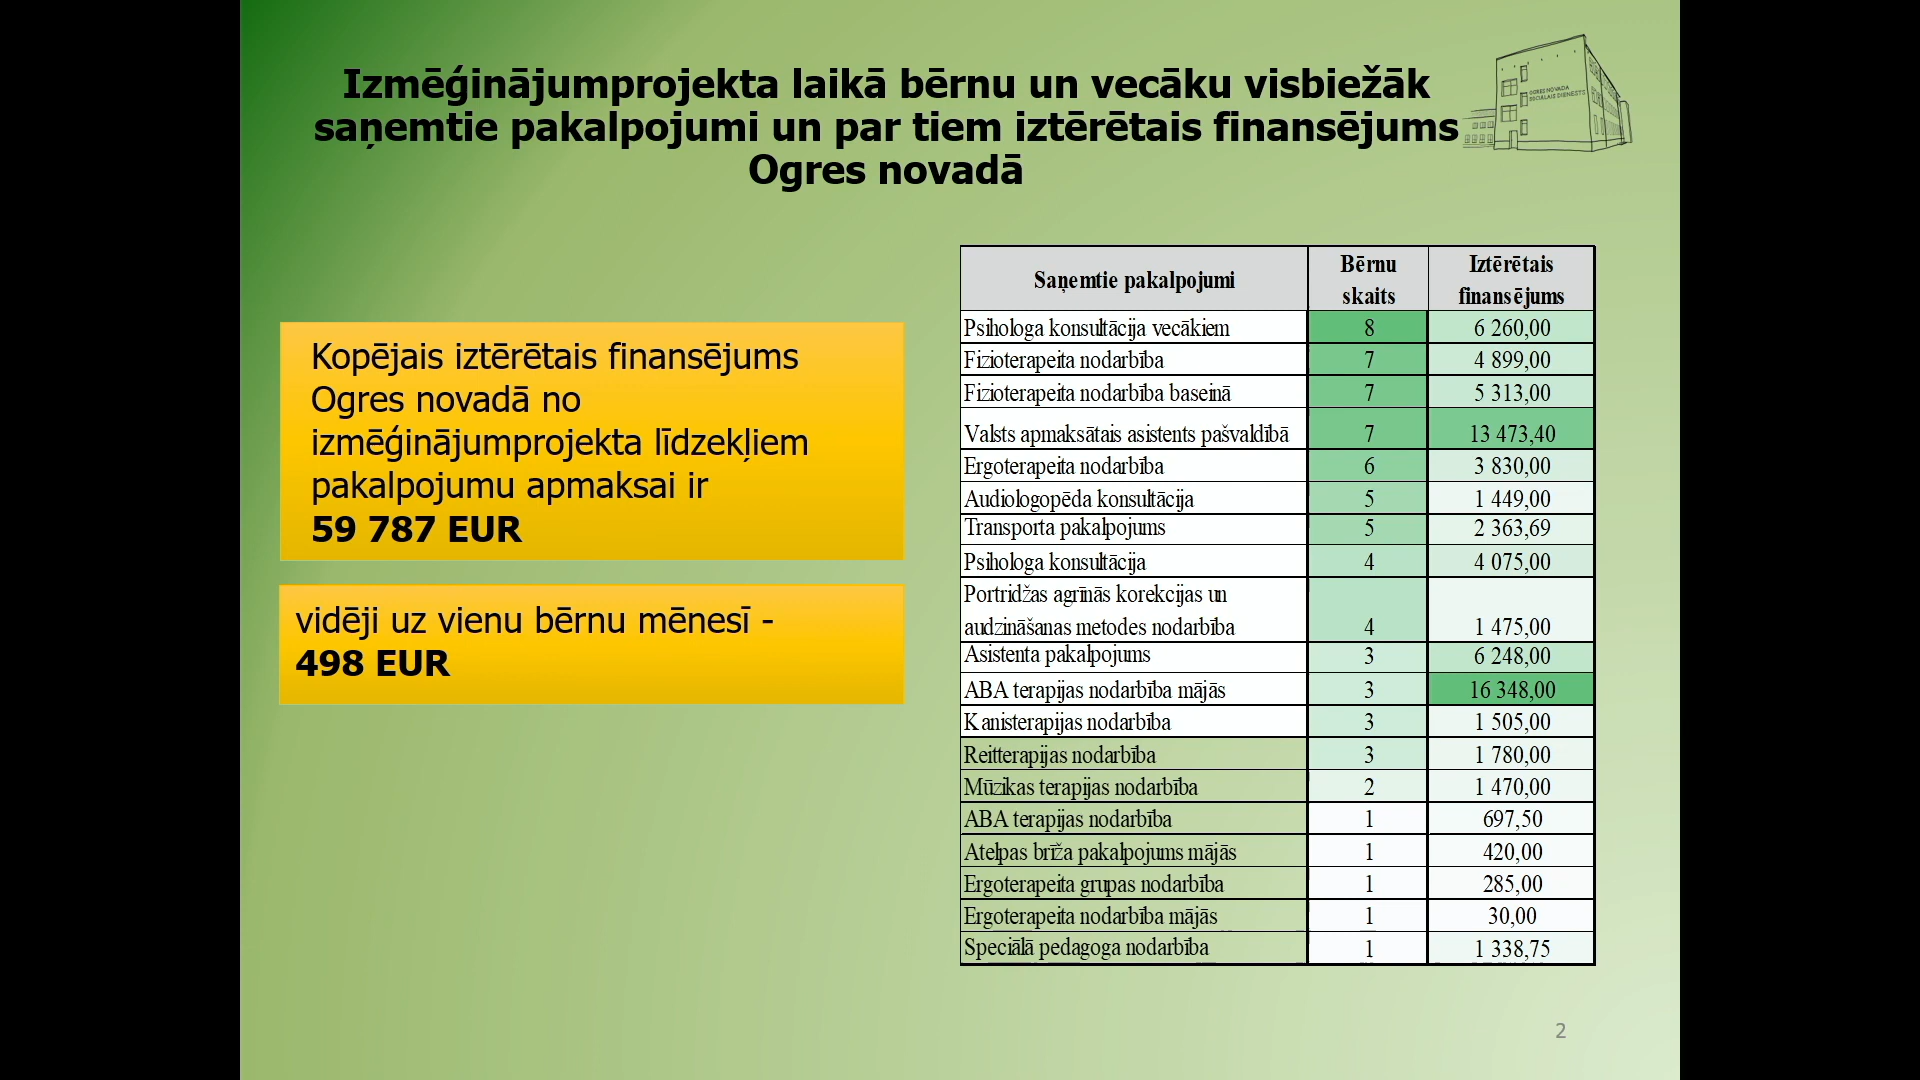 Izmēģinājumprojekta laikā bērnu un vecāku visbiežāk
saņemtie pakalpojumi un par tiem iztērētais finansējums
Ogres novadā
OGRES NOVADA
SOCIĀLAIS DIENESTS
Kopējais iztērētais finansējums
Ogres novadā no
izmēģinājumprojekta līdzekļiem
pakalpojumu apmaksai ir
59 787 EUR
vidēji uz vienu bērnu mēnesī -
498 EUR
Saņemtie pakalpojumi Bērnu skaits Iztērētais finansējums
Psihologa konsultācija vecākiem 8 6 260,00
Fizioterapeita nodarbība 7 4 899,00
Fizioterapeita nodarbība baseinā 7 5 313,00
Valsts apmaksātais asistents pašvaldībā 7 13 473,40
Ergoterapeita nodarbība 6 3 830,00
Audiologopēda konsultācija 5 1 449,00
Transporta pakalpojums 5 2 363,69
Psihologa konsultācija 4 4 075,00
Portridžas agrīnās korekcijas un
audzināšanas metodes nodarbība 4 1 475,00
Asistenta pakalpojums 3 6 248,00
ABA terapijas nodarbība mājās 3 16 348,00
Kanisterapijas nodarbība 3 1 505,00
Reitterapijas nodarbība 3 1 780,00
Mūzikas terapijas nodarbība 2 1 470,00
ABA terapijas nodarbība 1 697,50
Atelpas brīža pakalpojums mājās 1 420,00
Ergoterapeita grupas nodarbība 1 285,00
Ergoterapeita nodarbība mājās 1 30,00
Speciālā pedagoga nodarbība 1 1 338,75
2